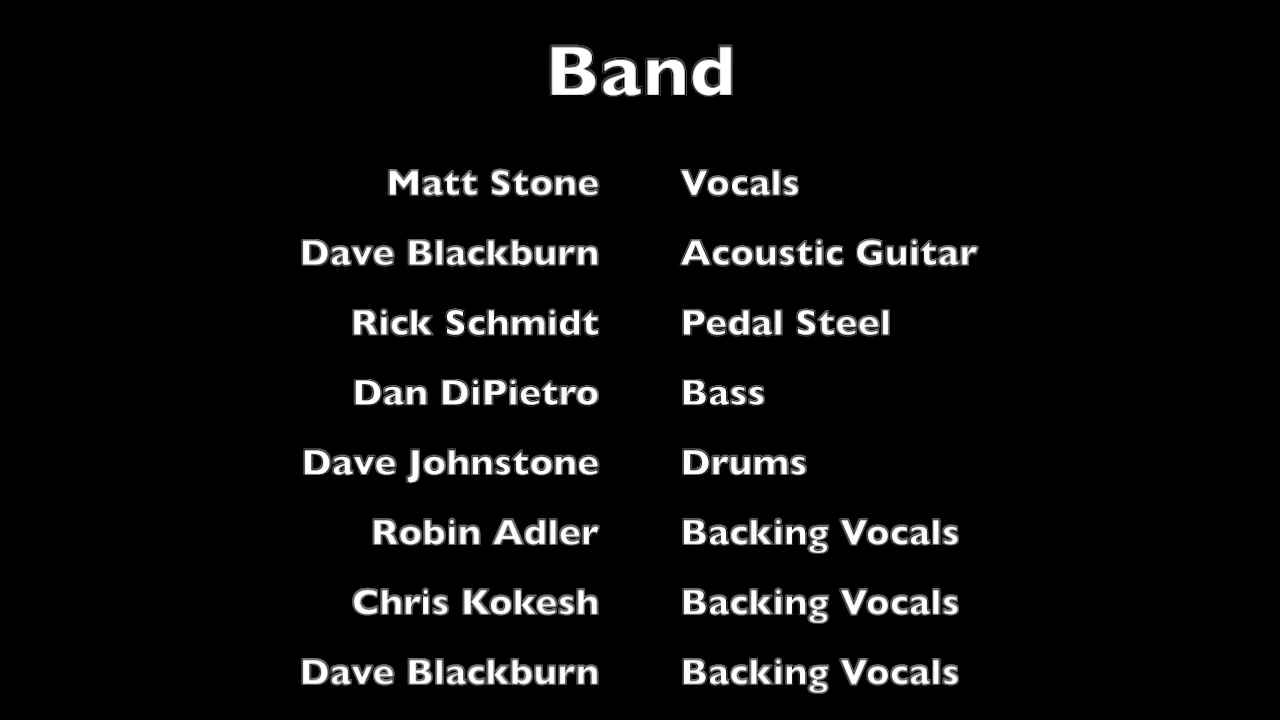 Band
Matt Stone Vocals
Dave Blackburn Acoustic Guitar
Rick Schmidt Pedal Steel
Dan DiPietro Bass
Dave Johnstone Drums
Robin Adler Backing Vocals
Chris Kokesh Backing Vocals
Dave Blackburn Backing Vocals